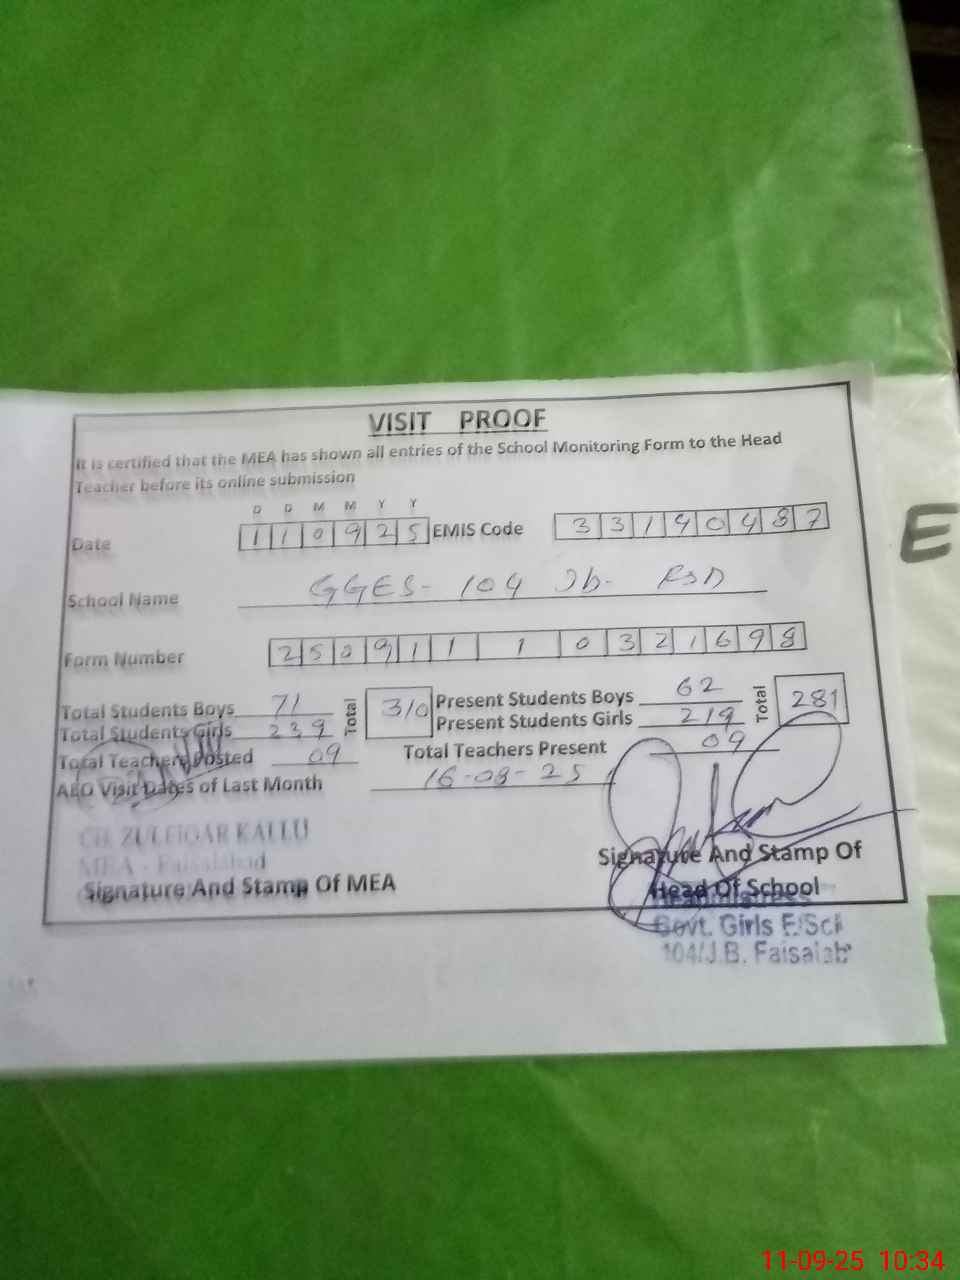 VISIT PROOF
It is certified that the MEA has shown all entries of the School Monitoring Form to the Head
Teacher before its online submission
D D M M Y Y
Date 1 1 0 9 2 5 EMIS Code 3 3 1 9 0 4 8 7
E
School Name GGES- 104 Jb- FSD
Form Number 2 5 0 9 1 1 1 0 3 2 1 6 9 8
Total Students Boys 71 Total 310 Present Students Boys 62 Total 281
Total Students Girls 239 Present Students Girls 219
Total Teachers Posted 09 Total Teachers Present 09
AEO Visit Dates of Last Month 16-08-25
CH. ZULFIQAR KALLU
MEA - Faisalabad
Signature And Stamp Of MEA
Signature And Stamp Of
Head Of School
Headmistress
Govt. Girls E/Sch
104/J.B. Faisalab
11-09-25 10:34